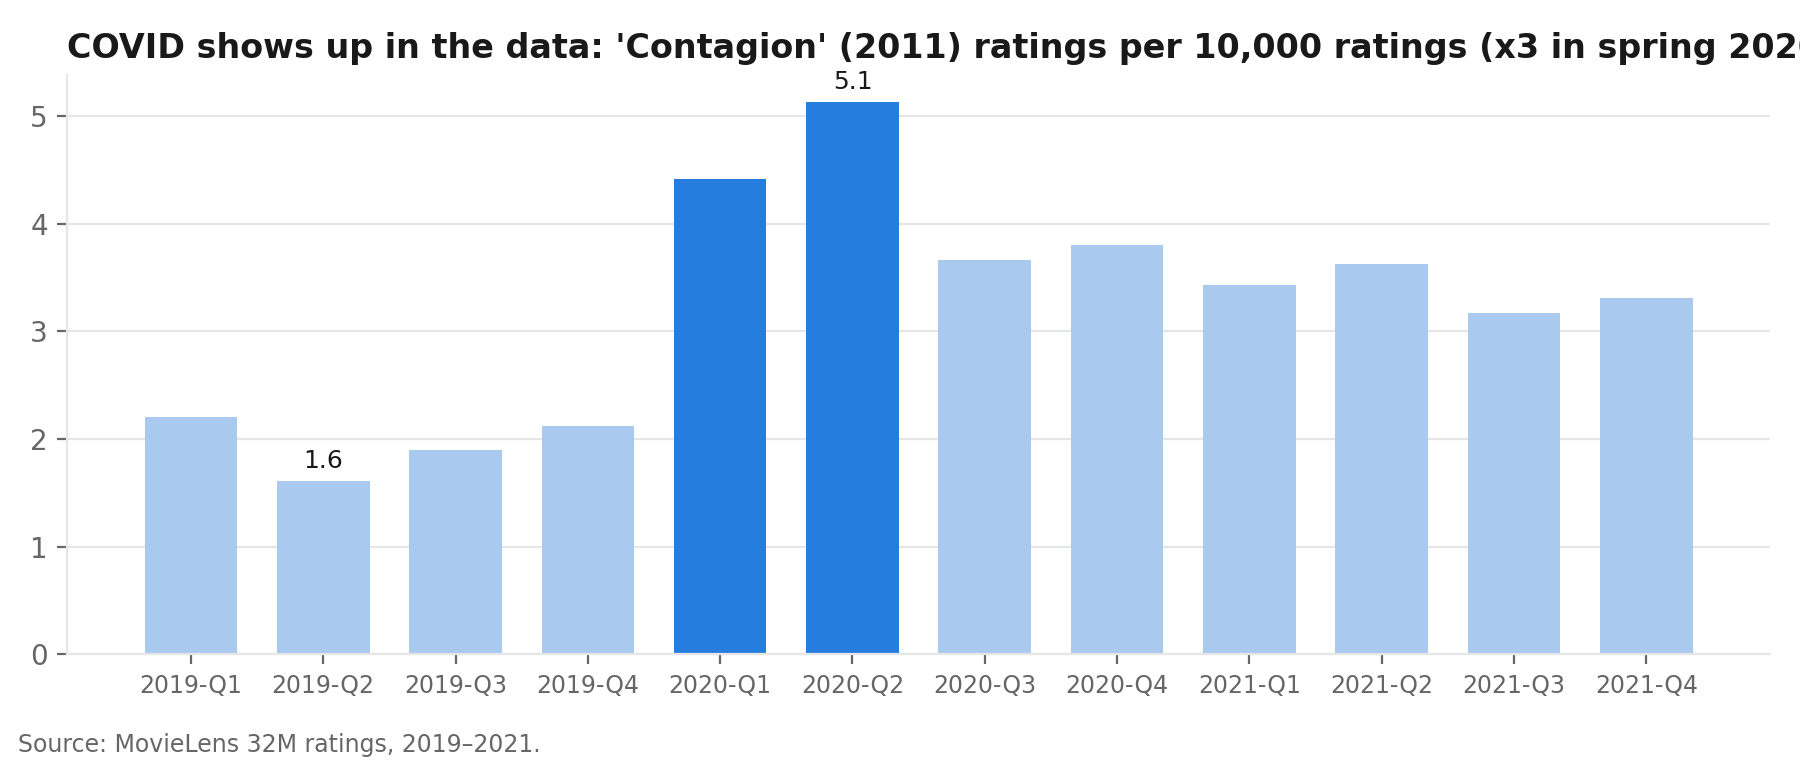 COVID shows up in the data: 'Contagion' (2011) ratings per 10,000 ratings (x3 in spring 202
5.1
5
4
3
2
1.6
1
0
2019-Q1 2019-Q2 2019-Q3 2019-Q4 2020-Q1 2020-Q2 2020-Q3 2020-Q4 2021-Q1 2021-Q2 2021-Q3 2021-Q4
Source: MovieLens 32M ratings, 2019–2021.